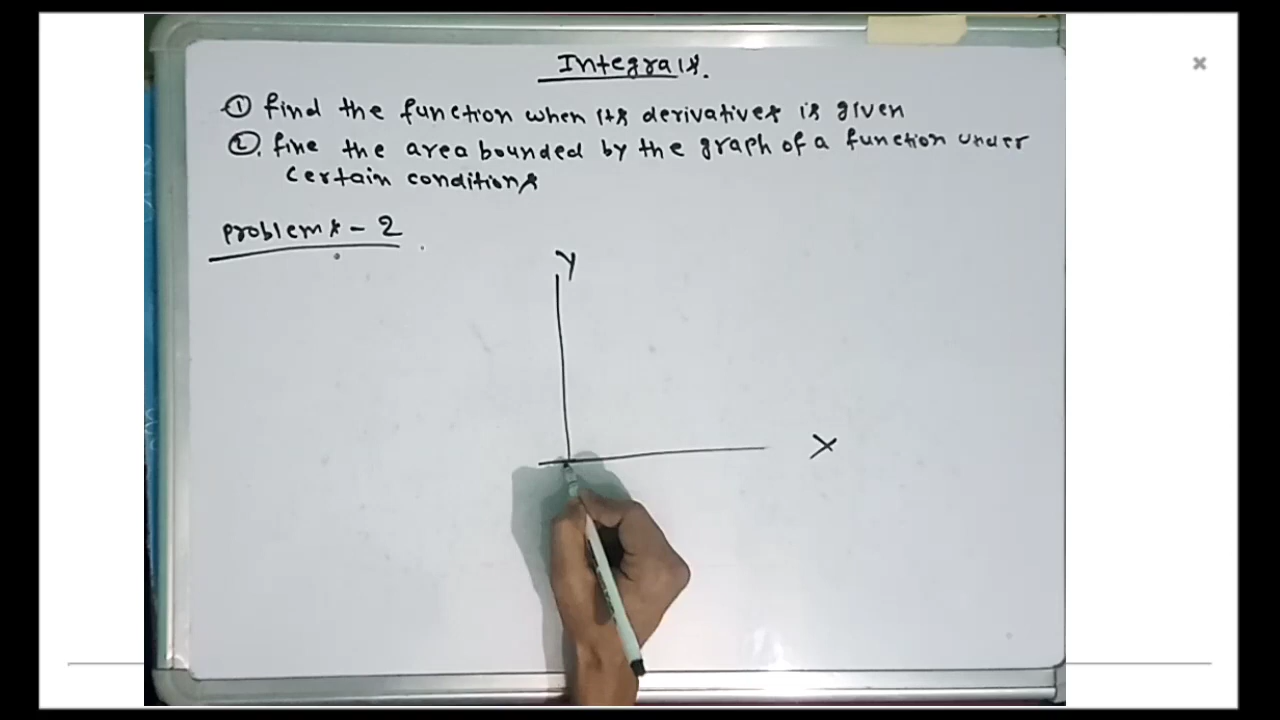 Integrals.
① find the function when its derivatives is given
②. fine the area bounded by the graph of a function under
certain conditions
problems - 2
Y
X